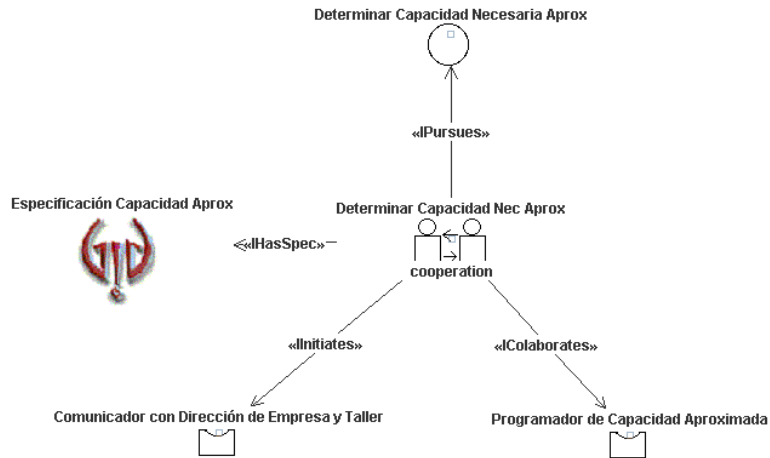 Determinar Capacidad Necesaria Aprox
«IPursues»
Especificación Capacidad Aprox
Determinar Capacidad Nec Aprox
«IHasSpec»
cooperation
«IInitiates»
«IColaborates»
Comunicador con Dirección de Empresa y Taller
Programador de Capacidad Aproximada